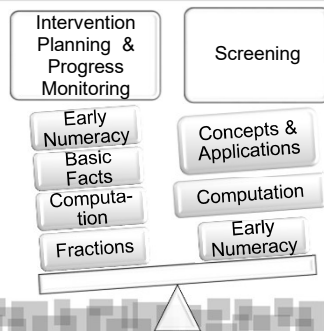 Intervention
Planning &
Progress
Monitoring
Early
Numeracy
Basic
Facts
Computa-
tion
Fractions
Screening
Concepts &
Applications
Computation
Early
Numeracy